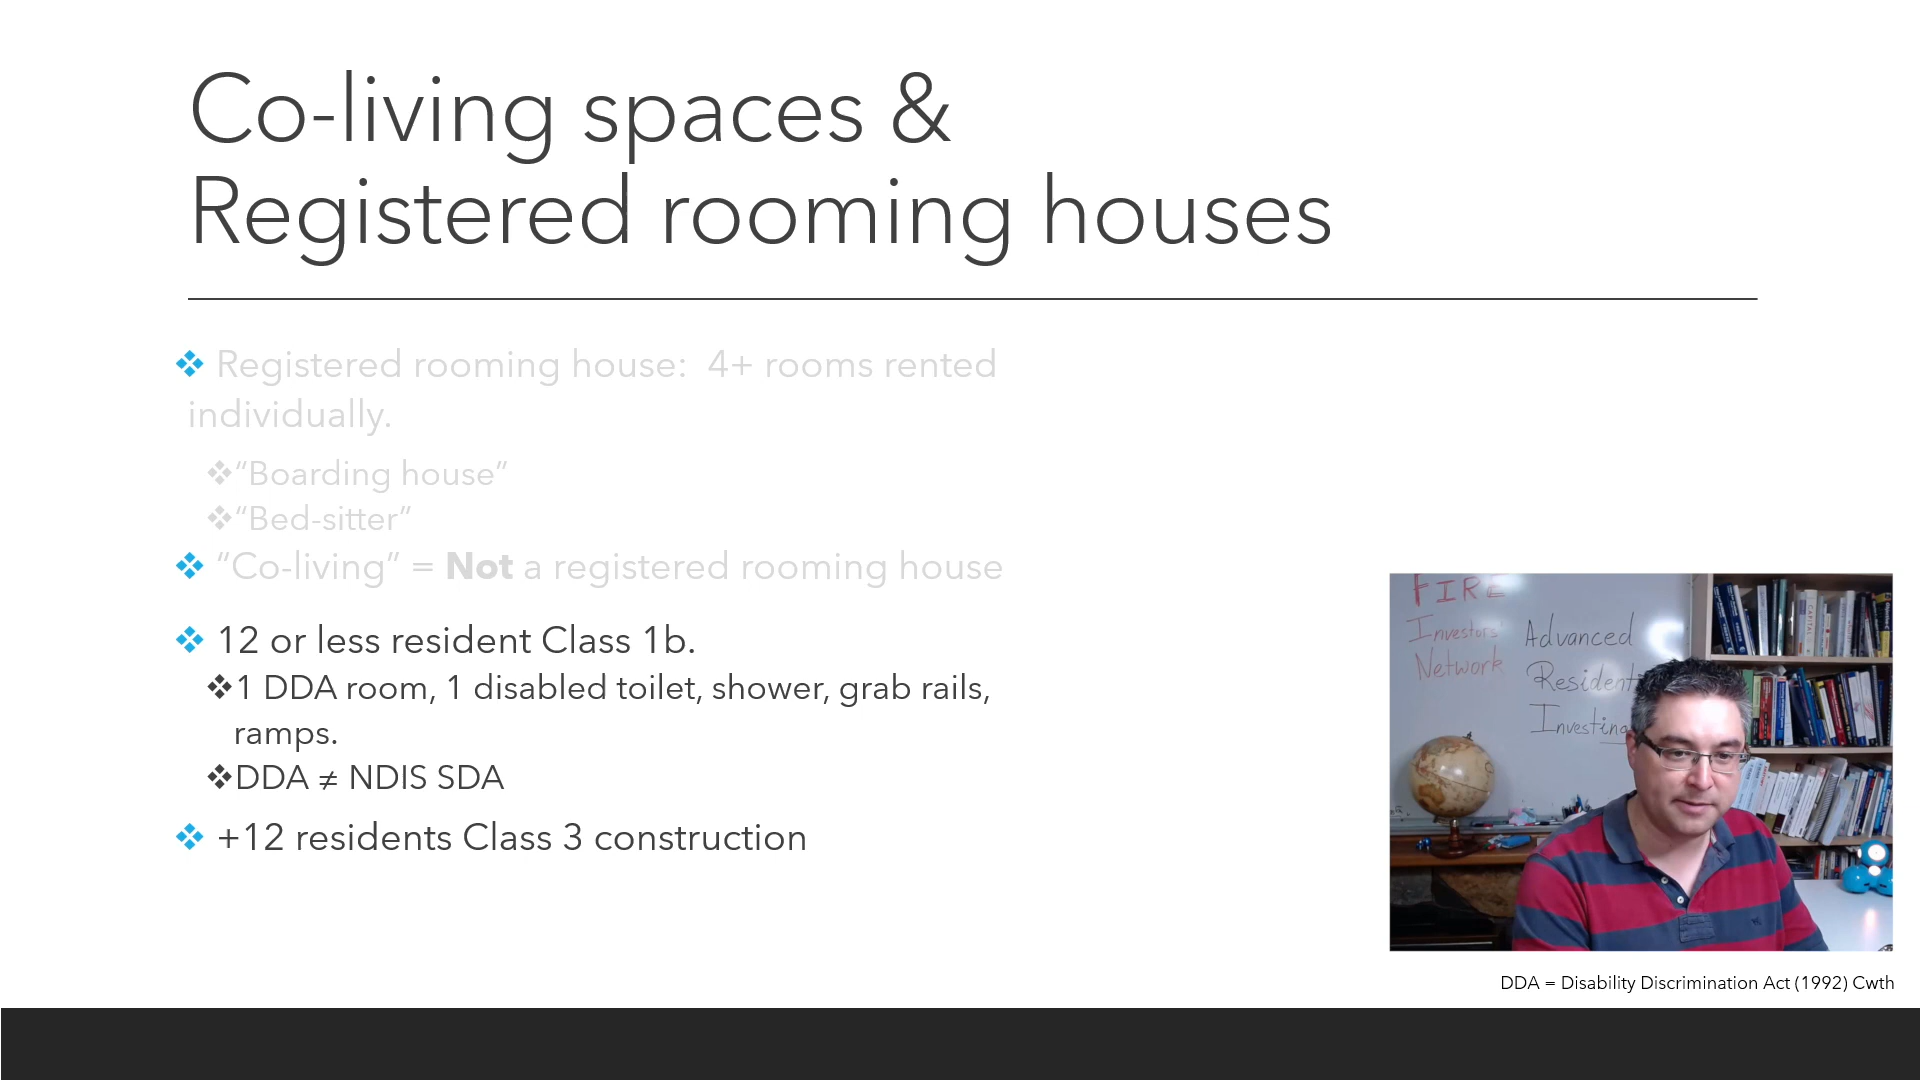 Co-living spaces &
Registered rooming houses
❖ Registered rooming house:  4+ rooms rented
individually.
❖“Boarding house”
❖“Bed-sitter”
❖ “Co-living” = Not a registered rooming house
❖ 12 or less resident Class 1b.
❖1 DDA room, 1 disabled toilet, shower, grab rails,
ramps.
❖DDA ≠ NDIS SDA
❖ +12 residents Class 3 construction
FIRE
Investors'
Network
Advanced
Resident
Investing
DDA = Disability Discrimination Act (1992) Cwth